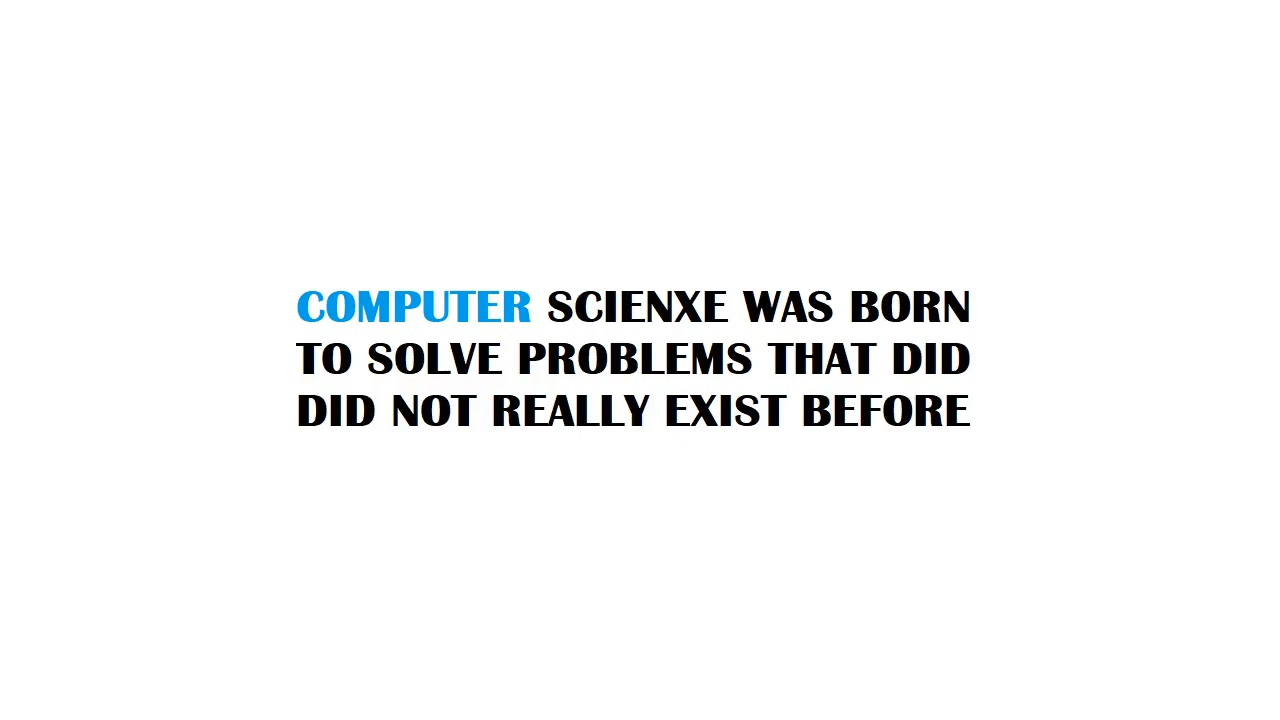 COMPUTER SCIENXE WAS BORN
TO SOLVE PROBLEMS THAT DID
DID NOT REALLY EXIST BEFORE